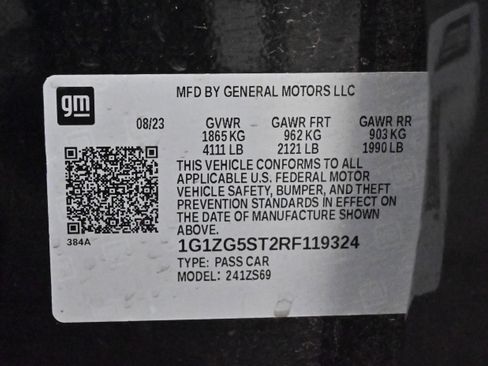 gm
MFD BY GENERAL MOTORS LLC
08/23 GVWR GAWR FRT GAWR RR
1865 KG 962 KG 903 KG
4111 LB 2121 LB 1990 LB
THIS VEHICLE CONFORMS TO ALL
APPLICABLE U.S. FEDERAL MOTOR
VEHICLE SAFETY, BUMPER, AND THEFT
PREVENTION STANDARDS IN EFFECT ON
THE DATE OF MANUFACTURE SHOWN
ABOVE.
384A
1G1ZG5ST2RF119324
TYPE: PASS CAR
MODEL: 241ZS69